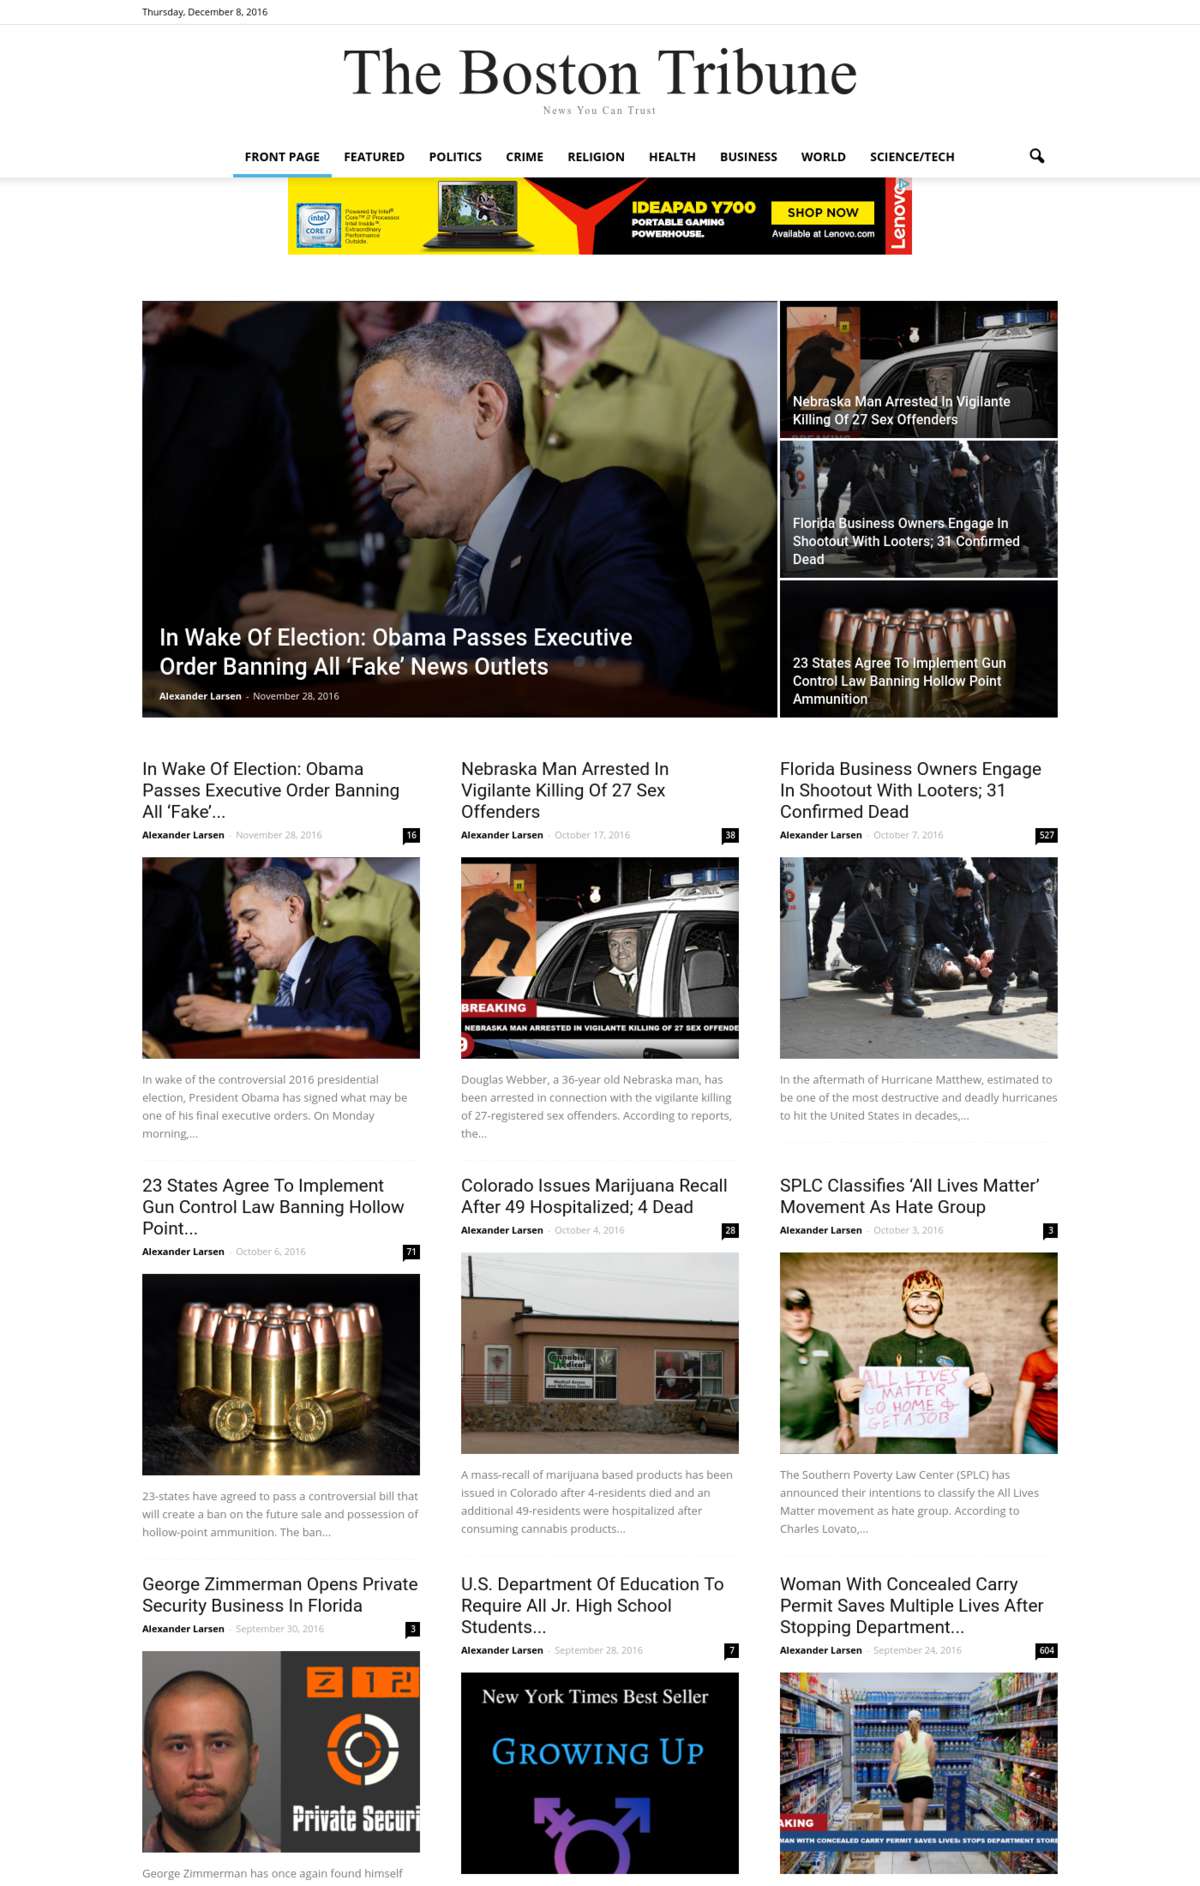 Thursday, December 8, 2016
The Boston Tribune
News You Can Trust
FRONT PAGE FEATURED POLITICS CRIME RELIGION HEALTH BUSINESS WORLD SCIENCE/TECH
intel
CORE i7
Powered by Intel®
Core™ i7 Processor.
Intel Inside™.
Extraordinary
Performance
Outside.
IDEAPAD Y700
PORTABLE GAMING
POWERHOUSE.
SHOP NOW
Available at Lenovo.com
Lenovo
In Wake Of Election: Obama Passes Executive
Order Banning All ‘Fake’ News Outlets
Alexander Larsen - November 28, 2016
Nebraska Man Arrested In Vigilante
Killing Of 27 Sex Offenders
Florida Business Owners Engage In
Shootout With Looters; 31 Confirmed
Dead
23 States Agree To Implement Gun
Control Law Banning Hollow Point
Ammunition
In Wake Of Election: Obama
Passes Executive Order Banning
All ‘Fake’...
Alexander Larsen - November 28, 2016 16
In wake of the controversial 2016 presidential
election, President Obama has signed what may be
one of his final executive orders. On Monday
morning,...
Nebraska Man Arrested In
Vigilante Killing Of 27 Sex
Offenders
Alexander Larsen - October 17, 2016 38
BREAKING
NEBRASKA MAN ARRESTED IN VIGILANTE KILLING OF 27 SEX OFFENDE
9
Douglas Webber, a 36-year old Nebraska man, has
been arrested in connection with the vigilante killing
of 27-registered sex offenders. According to reports,
the...
Florida Business Owners Engage
In Shootout With Looters; 31
Confirmed Dead
Alexander Larsen - October 7, 2016 527
In the aftermath of Hurricane Matthew, estimated to
be one of the most destructive and deadly hurricanes
to hit the United States in decades,...
23 States Agree To Implement
Gun Control Law Banning Hollow
Point...
Alexander Larsen - October 6, 2016 71
23-states have agreed to pass a controversial bill that
will create a ban on the future sale and possession of
hollow-point ammunition. The ban...
Colorado Issues Marijuana Recall
After 49 Hospitalized; 4 Dead
Alexander Larsen - October 4, 2016 28
Cannabis
Medical
A mass-recall of marijuana based products has been
issued in Colorado after 4-residents died and an
additional 49-residents were hospitalized after
consuming cannabis products...
SPLC Classifies ‘All Lives Matter’
Movement As Hate Group
Alexander Larsen - October 3, 2016 3
ALL LIVES
MATTER
GO HOME &
GET A JOB
The Southern Poverty Law Center (SPLC) has
announced their intentions to classify the All Lives
Matter movement as hate group. According to
Charles Lovato,...
George Zimmerman Opens Private
Security Business In Florida
Alexander Larsen - September 30, 2016 3
Private Securi
George Zimmerman has once again found himself
U.S. Department Of Education To
Require All Jr. High School
Students...
Alexander Larsen - September 28, 2016 7
New York Times Best Seller
GROWING UP
Woman With Concealed Carry
Permit Saves Multiple Lives After
Stopping Department...
Alexander Larsen - September 24, 2016 604
AKING
MAN WITH CONCEALED CARRY PERMIT SAVES LIVES; STOPS DEPARTMENT STORE